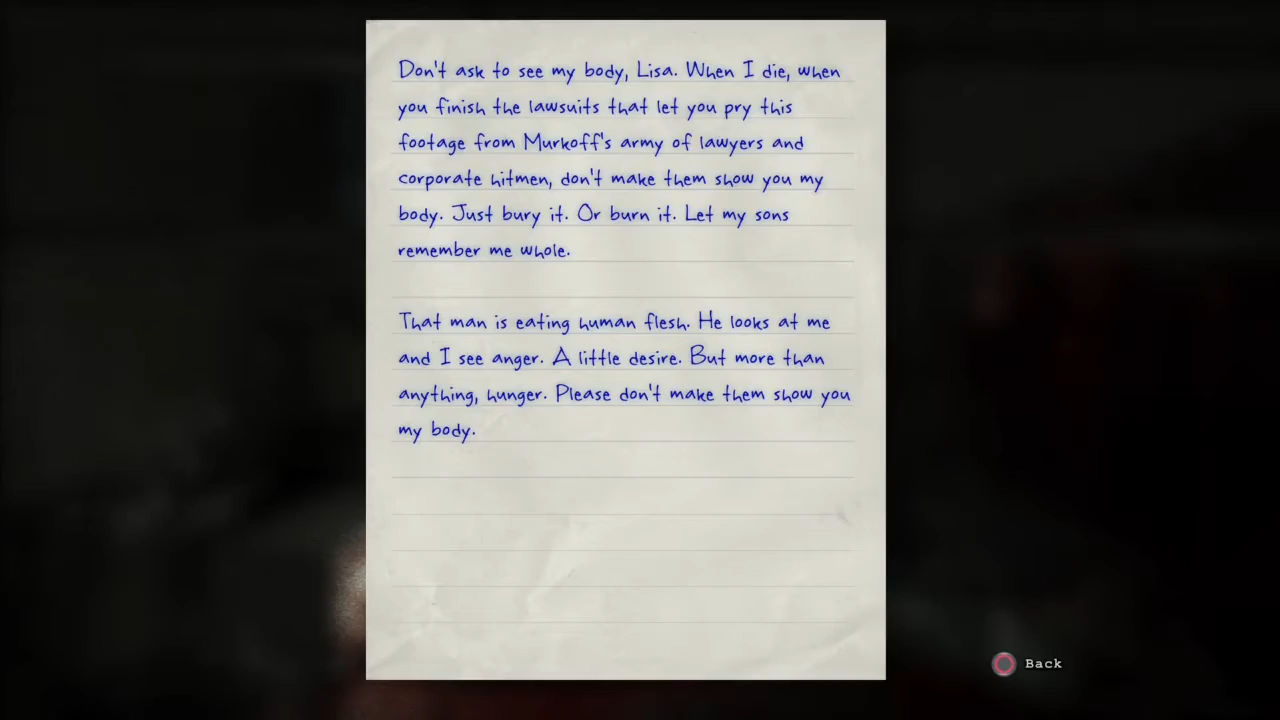 Don't ask to see my body, Lisa. When I die, when
you finish the lawsuits that let you pry this
footage from Murkoff's army of lawyers and
corporate hitmen, don't make them show you my
body. Just bury it. Or burn it. Let my sons
remember me whole.
That man is eating human flesh. He looks at me
and I see anger. A little desire. But more than
anything, hunger. Please don't make them show you
my body.
Back